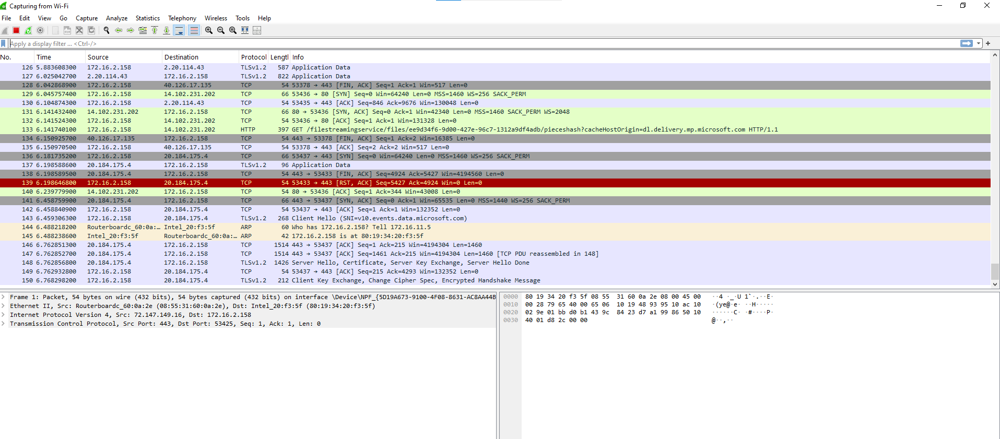 Capturing from Wi-Fi
File Edit View Go Capture Analyze Statistics Telephony Wireless Tools Help
Apply a display filter ... <Ctrl-/>
No. Time Source Destination Protocol Lengtl Info
126 5.883608300 172.16.2.158 2.20.114.43 TLSv1.2 587 Application Data
127 6.025042700 2.20.114.43 172.16.2.158 TLSv1.2 822 Application Data
128 6.042868900 172.16.2.158 40.126.17.135 TCP 54 53378 → 443 [FIN, ACK] Seq=1 Ack=1 Win=517 Len=0
129 6.045757400 172.16.2.158 14.102.231.202 TCP 66 53436 → 80 [SYN] Seq=0 Win=64240 Len=0 MSS=1460 WS=256 SACK_PERM
130 6.104874300 172.16.2.158 2.20.114.43 TCP 54 53435 → 443 [ACK] Seq=846 Ack=9676 Win=130048 Len=0
131 6.141432400 14.102.231.202 172.16.2.158 TCP 66 80 → 53436 [SYN, ACK] Seq=0 Ack=1 Win=42340 Len=0 MSS=1460 SACK_PERM WS=2048
132 6.141524300 172.16.2.158 14.102.231.202 TCP 54 53436 → 80 [ACK] Seq=1 Ack=1 Win=131328 Len=0
133 6.141740100 172.16.2.158 14.102.231.202 HTTP 397 GET /filestreamingservice/files/ee9d34f6-9d00-427e-96c7-1312a9df4adb/pieceshash?cacheHostOrigin=dl.delivery.mp.microsoft.com HTTP/1.1
134 6.150925700 40.126.17.135 172.16.2.158 TCP 54 443 → 53378 [FIN, ACK] Seq=1 Ack=2 Win=16385 Len=0
135 6.150970500 172.16.2.158 40.126.17.135 TCP 54 53378 → 443 [ACK] Seq=2 Ack=2 Win=517 Len=0
136 6.181735200 172.16.2.158 20.184.175.4 TCP 66 53437 → 443 [SYN] Seq=0 Win=64240 Len=0 MSS=1460 WS=256 SACK_PERM
137 6.198588600 20.184.175.4 172.16.2.158 TLSv1.2 96 Application Data
138 6.198589500 20.184.175.4 172.16.2.158 TCP 54 443 → 53433 [FIN, ACK] Seq=4924 Ack=5427 Win=4194560 Len=0
139 6.198646800 172.16.2.158 20.184.175.4 TCP 54 53433 → 443 [RST, ACK] Seq=5427 Ack=4924 Win=0 Len=0
140 6.239779900 14.102.231.202 172.16.2.158 TCP 54 80 → 53436 [ACK] Seq=1 Ack=344 Win=43008 Len=0
141 6.458759900 20.184.175.4 172.16.2.158 TCP 66 443 → 53437 [SYN, ACK] Seq=0 Ack=1 Win=65535 Len=0 MSS=1440 WS=256 SACK_PERM
142 6.458840900 172.16.2.158 20.184.175.4 TCP 54 53437 → 443 [ACK] Seq=1 Ack=1 Win=132352 Len=0
143 6.459306300 172.16.2.158 20.184.175.4 TLSv1.2 268 Client Hello (SNI=v10.events.data.microsoft.com)
144 6.488218200 Routerboardc_60:0a:… Intel_20:f3:5f ARP 60 Who has 172.16.2.158? Tell 172.16.11.5
145 6.488238600 Intel_20:f3:5f Routerboardc_60:0a:… ARP 42 172.16.2.158 is at 80:19:34:20:f3:5f
146 6.762851300 20.184.175.4 172.16.2.158 TCP 1514 443 → 53437 [ACK] Seq=1 Ack=215 Win=4194304 Len=1460
147 6.762852700 20.184.175.4 172.16.2.158 TCP 1514 443 → 53437 [ACK] Seq=1461 Ack=215 Win=4194304 Len=1460 [TCP PDU reassembled in 148]
148 6.762856800 20.184.175.4 172.16.2.158 TLSv1.2 1426 Server Hello, Certificate, Server Key Exchange, Server Hello Done
149 6.762932800 172.16.2.158 20.184.175.4 TCP 54 53437 → 443 [ACK] Seq=215 Ack=4293 Win=132352 Len=0
150 6.768298200 172.16.2.158 20.184.175.4 TLSv1.2 212 Client Key Exchange, Change Cipher Spec, Encrypted Handshake Message
Frame 1: Packet, 54 bytes on wire (432 bits), 54 bytes captured (432 bits) on interface \Device\NPF_{5D19A673-9100-4F08-8631-AC8AA44B
Ethernet II, Src: Routerboardc_60:0a:2e (08:55:31:60:0a:2e), Dst: Intel_20:f3:5f (80:19:34:20:f3:5f)
Internet Protocol Version 4, Src: 72.147.149.16, Dst: 172.16.2.158
Transmission Control Protocol, Src Port: 443, Dst Port: 53425, Seq: 1, Ack: 1, Len: 0
0000 80 19 34 20 f3 5f 08 55 31 60 0a 2e 08 00 45 00 ··4 ·_·U 1`·.··E·
0010 00 28 79 65 40 00 65 06 10 19 48 93 95 10 ac 10 ·(ye@·e· ··H·····
0020 02 9e 01 bb d0 b1 43 9c 84 23 d7 a1 99 86 50 10 ······C· ·#····P·
0030 40 01 d8 2c 00 00 @··,··